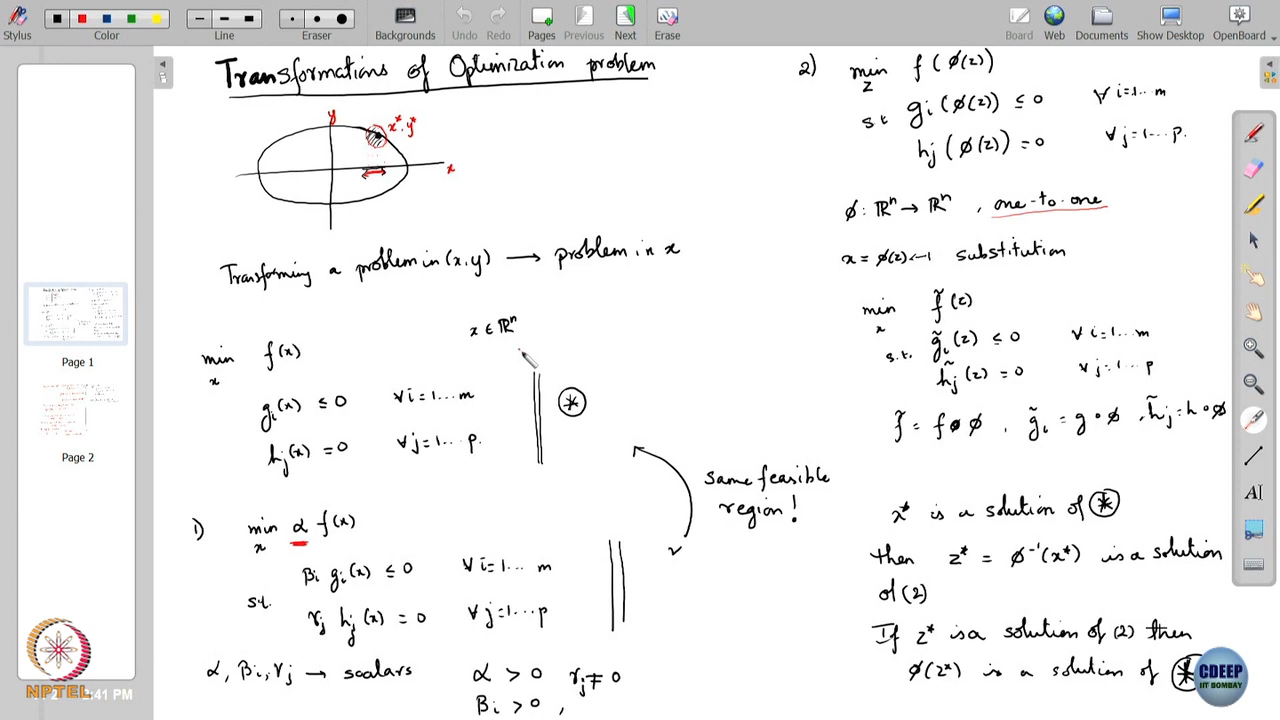 Stylus
Color
Line
Eraser
Backgrounds
Undo
Redo
Pages
Previous
Next
Erase
Board
Web
Documents
Show Desktop
OpenBoard
Page 1
Page 2
Transformations of Optimization problem
y
x*, y*
x
Transforming a problem in (x,y) → problem in x
x ∈ ℝⁿ
min f(x)
x
gᵢ(x) ≤ 0 ∀ i=1...m
hⱼ(x) = 0 ∀ j=1...p.
*
same feasible
region!
1) min α f(x)
x
βᵢ gᵢ(x) ≤ 0 ∀ i=1... m
s.t.
γⱼ hⱼ(x) = 0 ∀ j=1...p
α, βᵢ, γⱼ → scalars α > 0 γⱼ ≠ 0
βᵢ > 0 ,
2) min f(ϕ(z))
z
s.t. gᵢ(ϕ(z)) ≤ 0 ∀ i=1...m
hⱼ(ϕ(z)) = 0 ∀ j=1...p.
ϕ: ℝⁿ → ℝⁿ , one-to-one
x = ϕ(z) ← substitution
min f̃(z)
x
s.t. g̃ᵢ(z) ≤ 0 ∀ i=1...m
h̃ⱼ(z) = 0 ∀ j=1...p
f̃ = f∘ϕ , g̃ᵢ = g∘ϕ , h̃ⱼ = h∘ϕ
x* is a solution of *
then z* = ϕ⁻¹(x*) is a solution
of (2)
If z* is a solution of (2) then
ϕ(z*) is a solution of *
NPTEL
:41 PM
CDEEP
IIT BOMBAY